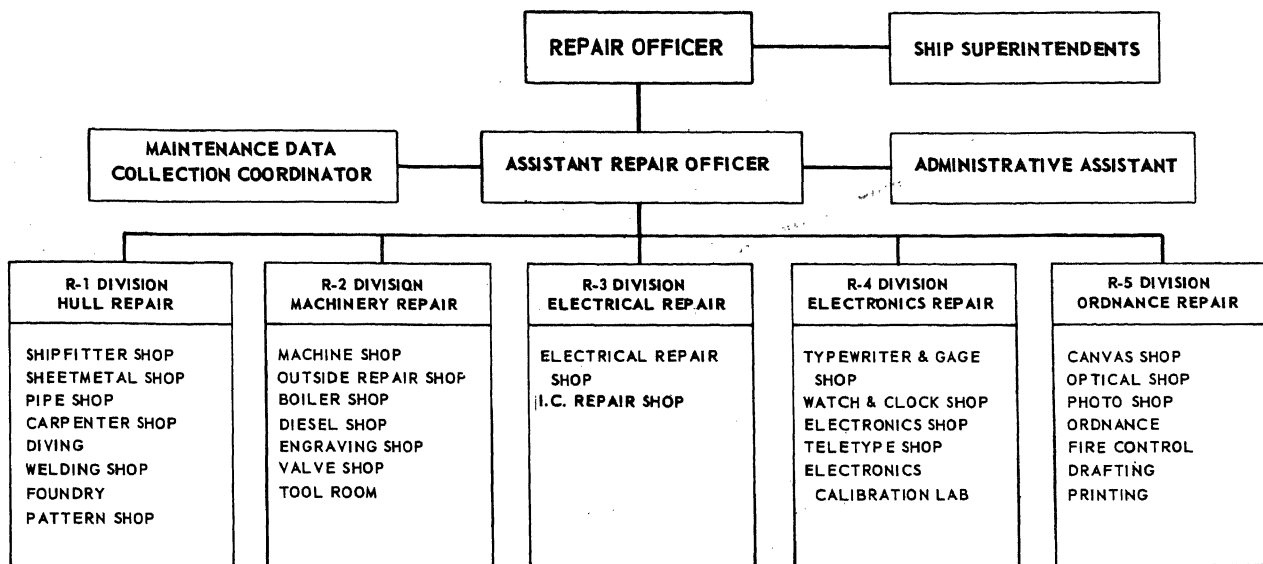 REPAIR OFFICER
SHIP SUPERINTENDENTS
MAINTENANCE DATA
COLLECTION COORDINATOR
ASSISTANT REPAIR OFFICER
ADMINISTRATIVE ASSISTANT
R-1 DIVISION
HULL REPAIR
SHIPFITTER SHOP
SHEETMETAL SHOP
PIPE SHOP
CARPENTER SHOP
DIVING
WELDING SHOP
FOUNDRY
PATTERN SHOP
R-2 DIVISION
MACHINERY REPAIR
MACHINE SHOP
OUTSIDE REPAIR SHOP
BOILER SHOP
DIESEL SHOP
ENGRAVING SHOP
VALVE SHOP
TOOL ROOM
R-3 DIVISION
ELECTRICAL REPAIR
ELECTRICAL REPAIR
SHOP
I.C. REPAIR SHOP
R-4 DIVISION
ELECTRONICS REPAIR
TYPEWRITER & GAGE
SHOP
WATCH & CLOCK SHOP
ELECTRONICS SHOP
TELETYPE SHOP
ELECTRONICS
CALIBRATION LAB
R-5 DIVISION
ORDNANCE REPAIR
CANVAS SHOP
OPTICAL SHOP
PHOTO SHOP
ORDNANCE
FIRE CONTROL
DRAFTING
PRINTING